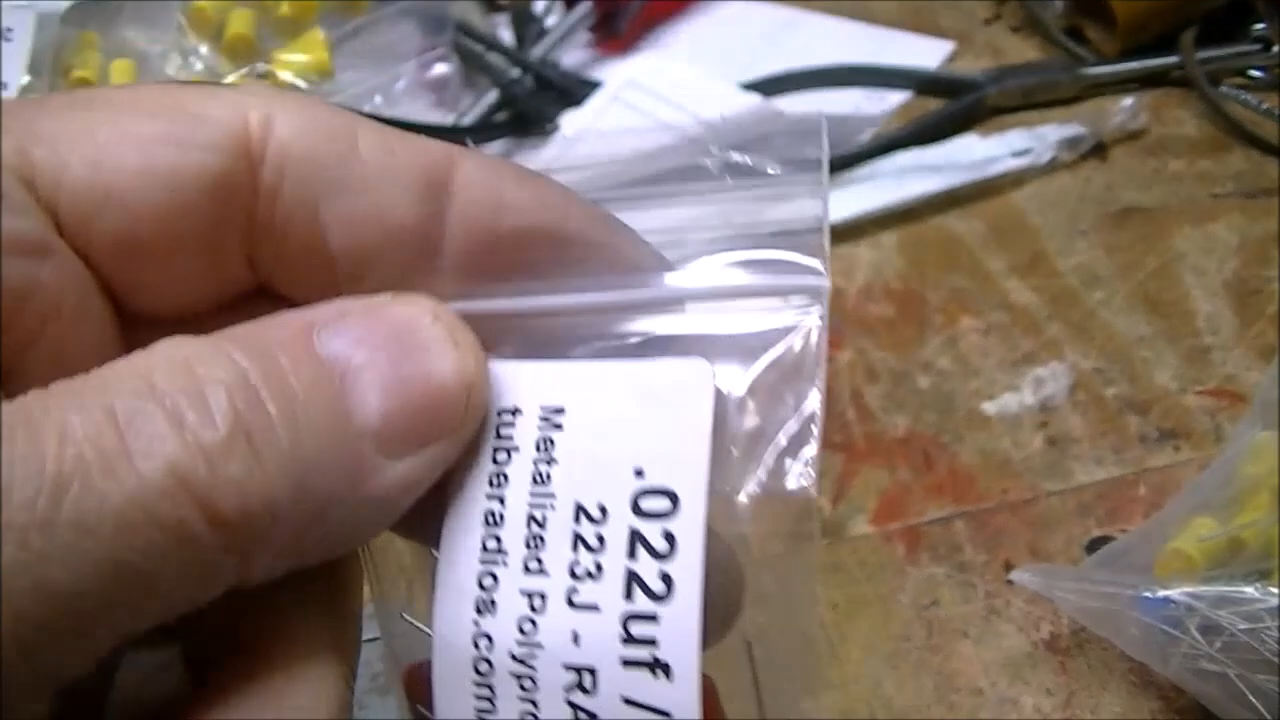 .022uf /
223J - RA
Metalized Polypro
tuberadios.com